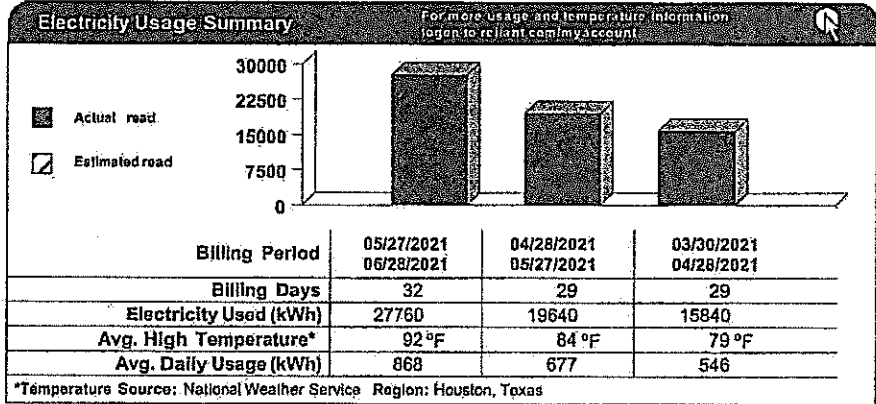 Electricity Usage Summary
For more usage and temperature information
logon to reliant.com/myaccount
30000
22500
15000
7500
0
Actual read
Estimated read
Billing Period 05/27/2021 04/28/2021 03/30/2021
06/28/2021 05/27/2021 04/28/2021
Billing Days 32 29 29
Electricity Used (kWh) 27760 19640 15840
Avg. High Temperature* 92 °F 84 °F 79 °F
Avg. Daily Usage (kWh) 868 677 546
*Temperature Source: National Weather Service Region: Houston, Texas